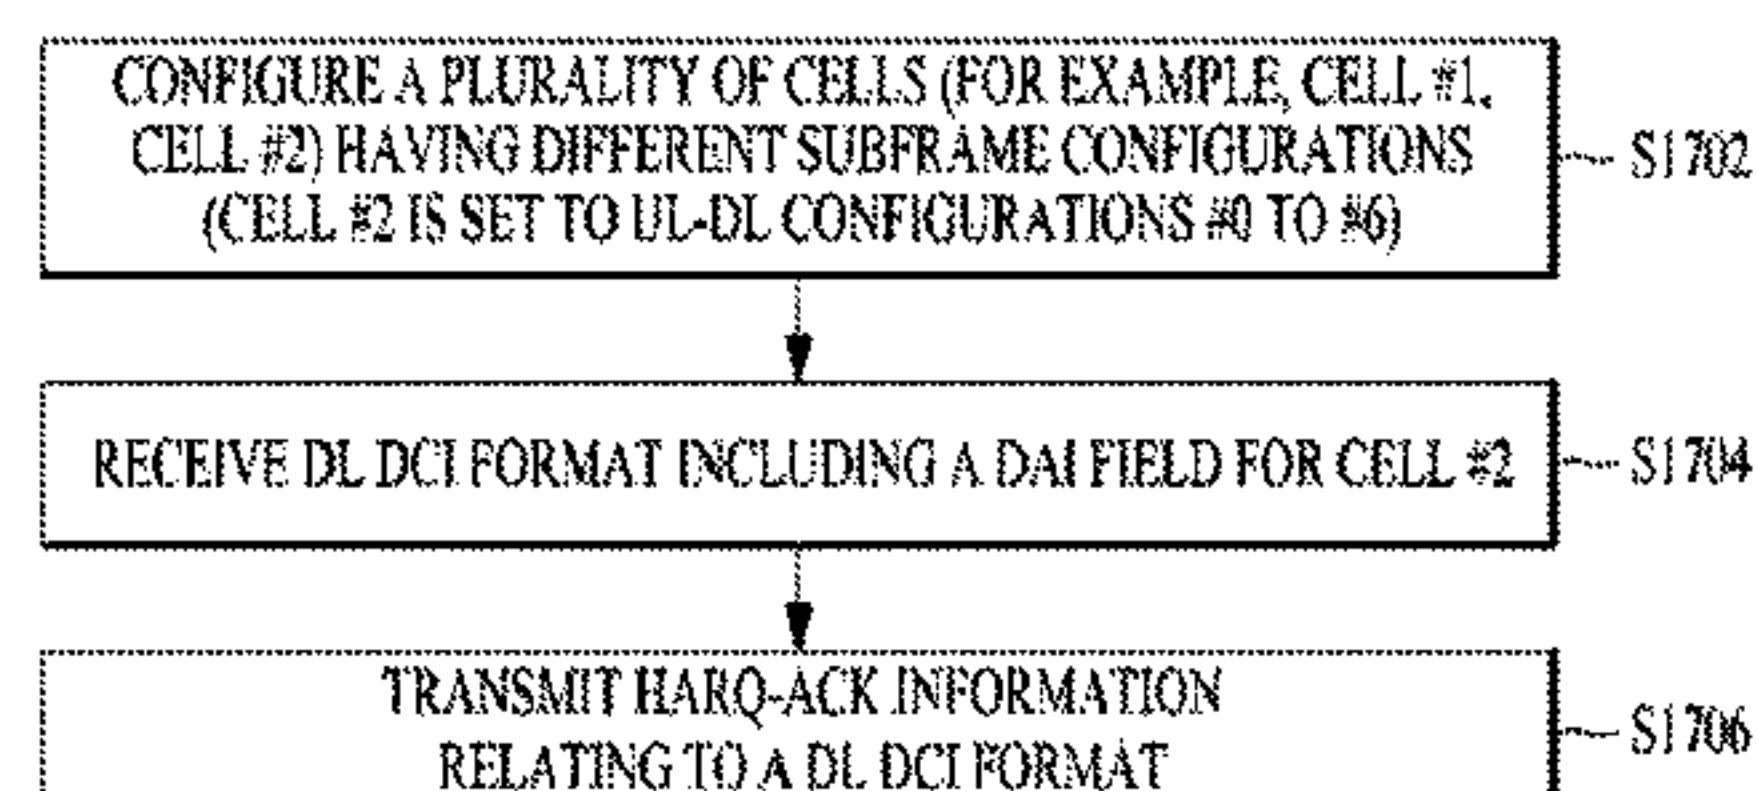 CONFIGURE A PLURALITY OF CELLS (FOR EXAMPLE, CELL #1,
CELL #2) HAVING DIFFERENT SUBFRAME CONFIGURATIONS
(CELL #2 IS SET TO UL-DL CONFIGURATIONS #0 TO #6)
S1702
RECEIVE DL DCI FORMAT INCLUDING A DAI FIELD FOR CELL #2
S1704
TRANSMIT HARQ-ACK INFORMATION
RELATING TO A DL DCI FORMAT
S1706